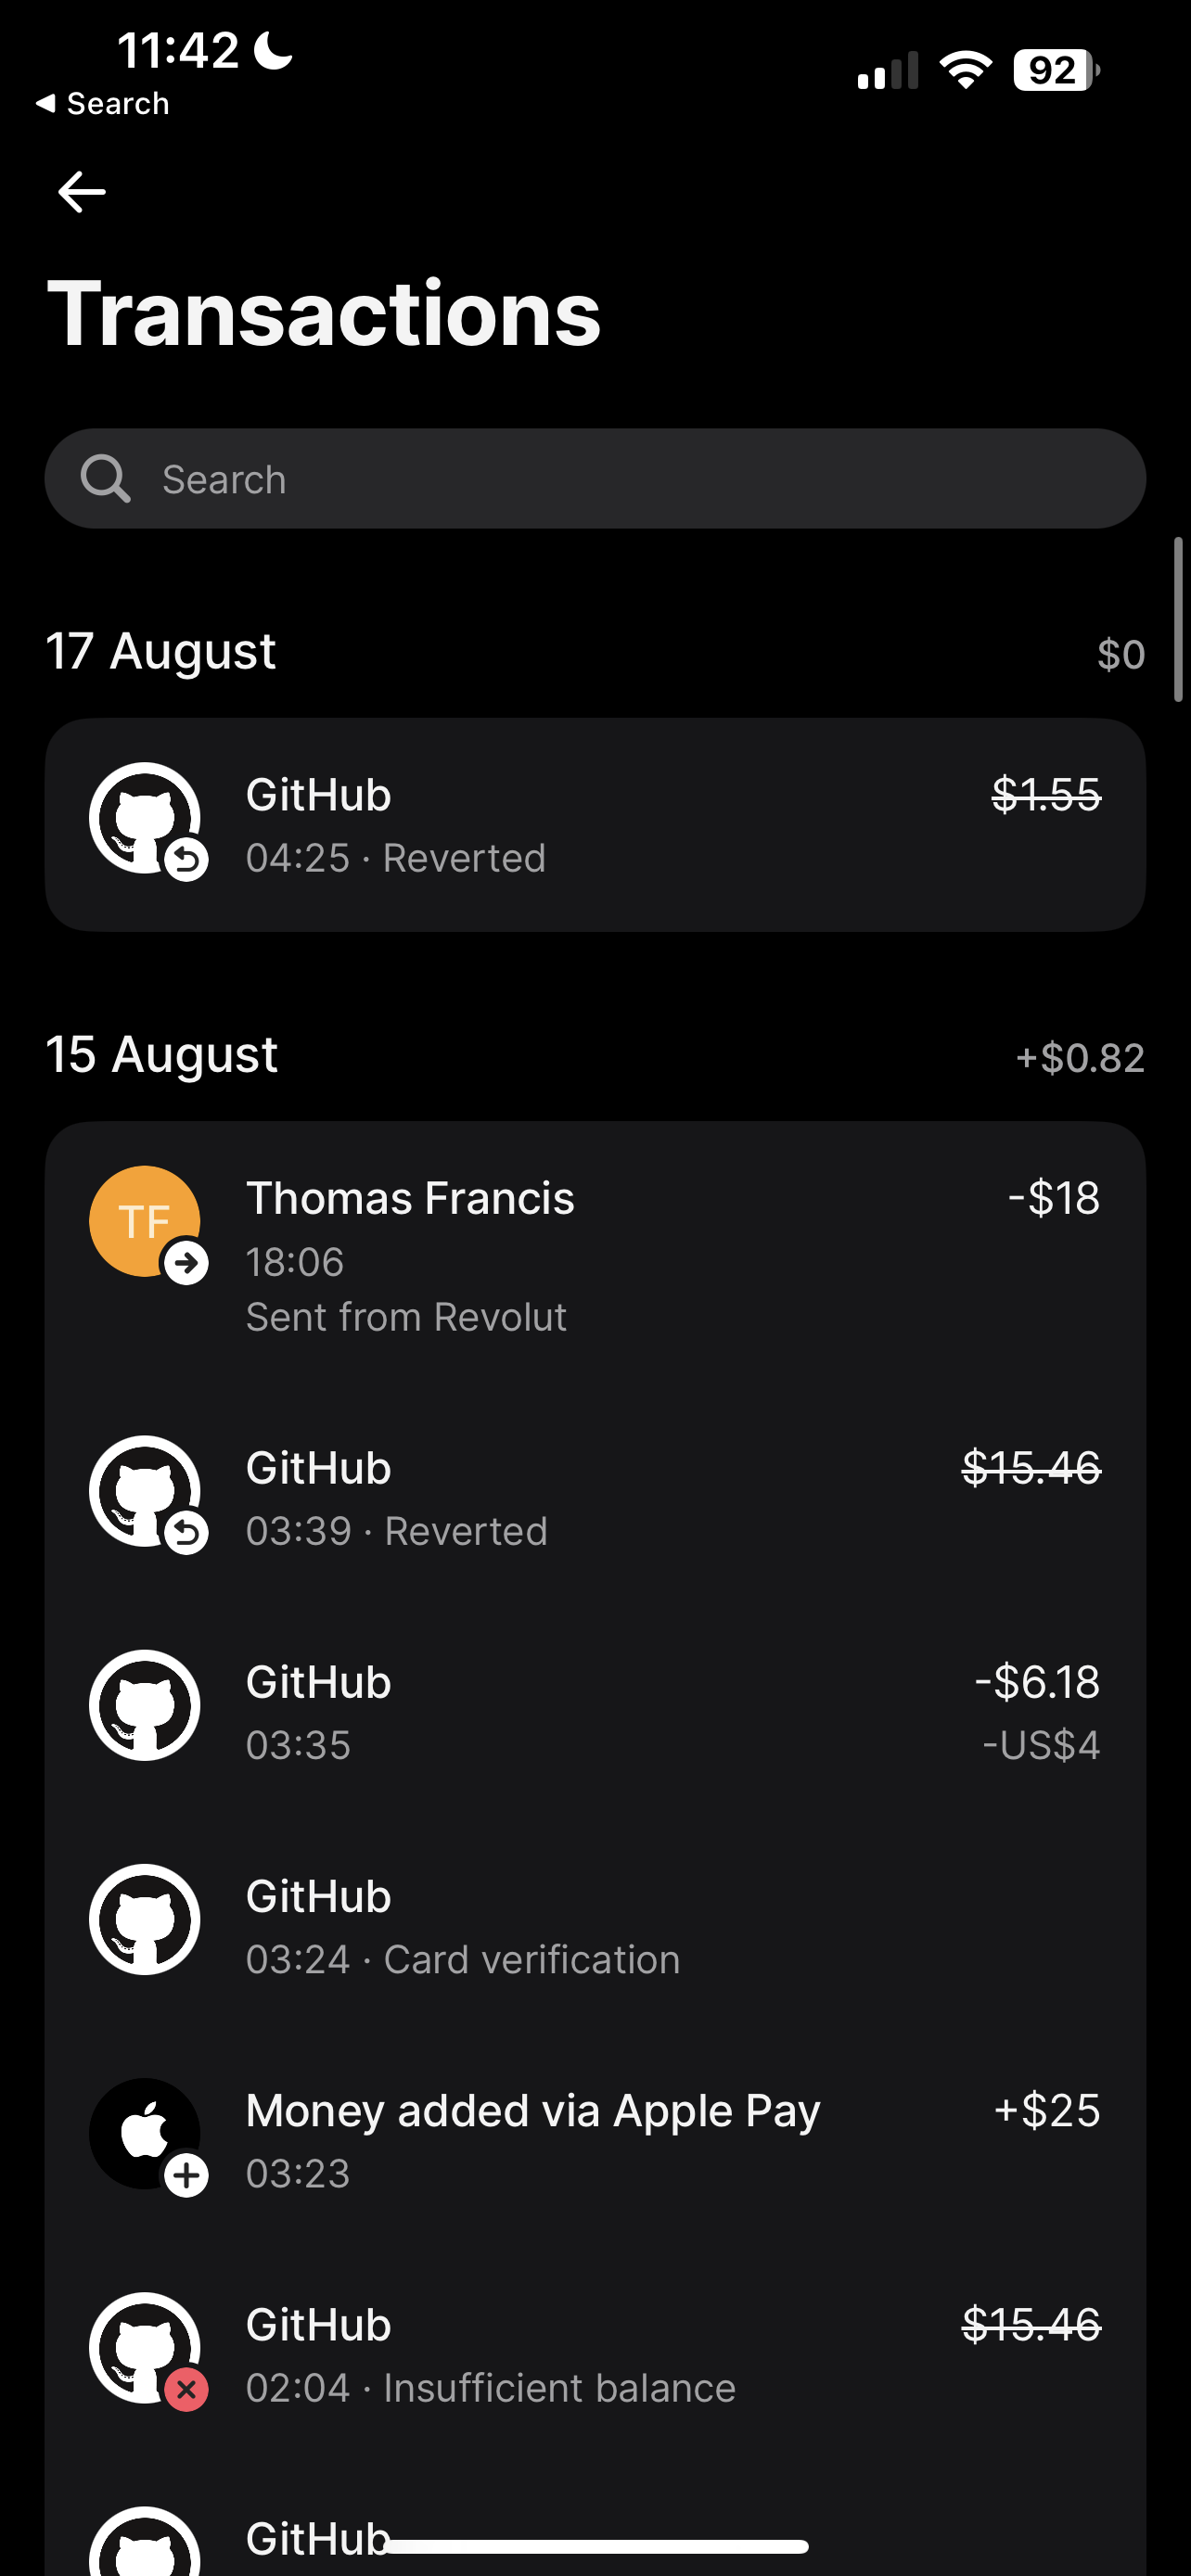 11:42
92
Search
Transactions
Search
17 August
$0
GitHub
$1.55
04:25 · Reverted
15 August
+$0.82
TF
Thomas Francis
-$18
18:06
Sent from Revolut
GitHub
$15.46
03:39 · Reverted
GitHub
-$6.18
03:35
-US$4
GitHub
03:24 · Card verification
Money added via Apple Pay
+$25
03:23
GitHub
$15.46
02:04 · Insufficient balance
GitHub